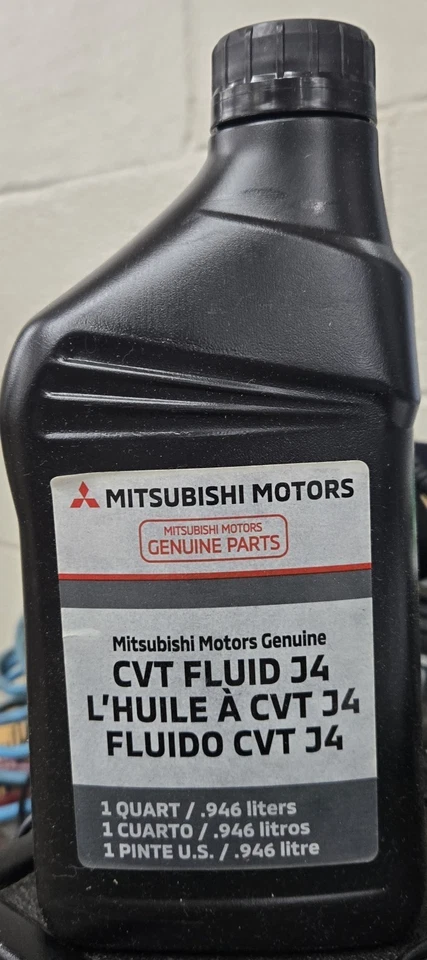 MITSUBISHI MOTORS
MITSUBISHI MOTORS
GENUINE PARTS
Mitsubishi Motors Genuine
CVT FLUID J4
L'HUILE À CVT J4
FLUIDO CVT J4
1 QUART / .946 liters
1 CUARTO / .946 litros
1 PINTE U.S. / .946 litre